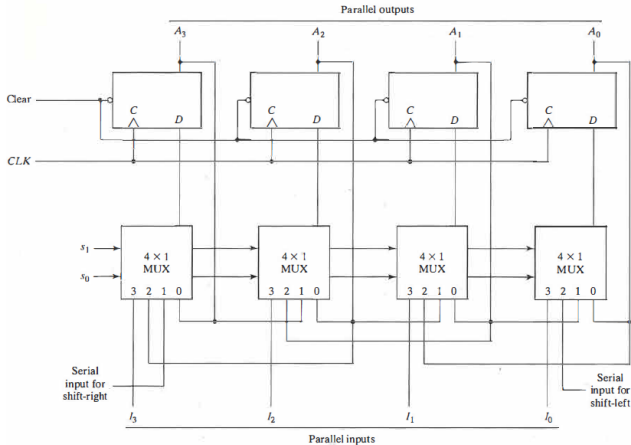 Parallel outputs
A₃ A₂ A₁ A₀
Clear
C D C D C D C D
CLK
s₁
s₀
4 × 1 4 × 1 4 × 1 4 × 1
MUX MUX MUX MUX
3 2 1 0 3 2 1 0 3 2 1 0 3 2 1 0
Serial
input for
shift-right
Serial
input for
shift-left
I₃ I₂ I₁ I₀
Parallel inputs